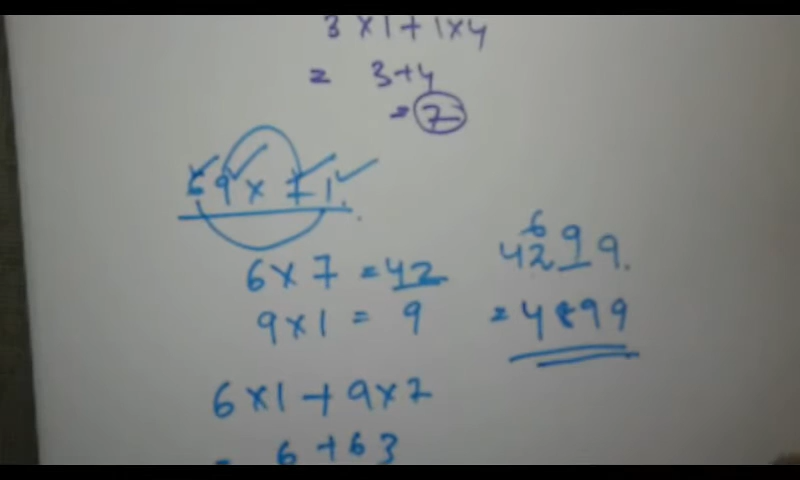 3 × 1 + 1 × 4
= 3 + 4
= 7
69 × 71
6 × 7 = 42
9 × 1 = 9
6
42 9 9.
= 4899
6 × 1 + 9 × 7
= 6 + 63